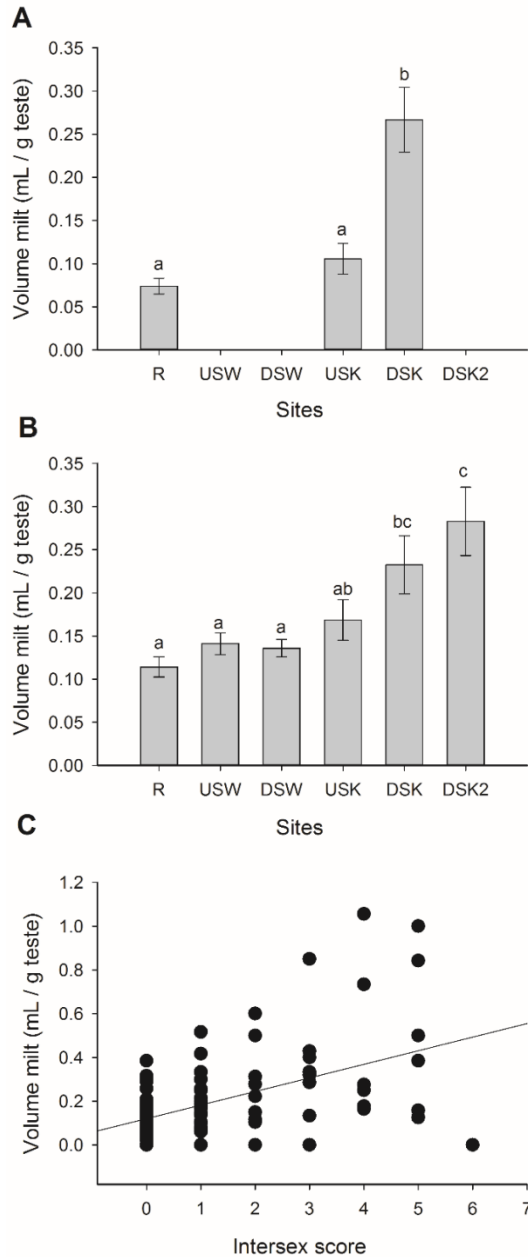 A
Volume milt (mL / g teste)
0.35
0.30
0.25
0.20
0.15
0.10
0.05
0.00
a
a
b
R USW DSW USK DSK DSK2
Sites
B
Volume milt (mL / g teste)
0.35
0.30
0.25
0.20
0.15
0.10
0.05
0.00
a
a
a
ab
bc
c
R USW DSW USK DSK DSK2
Sites
C
Volume milt (mL / g teste)
1.2
1.0
0.8
0.6
0.4
0.2
0.0
0 1 2 3 4 5 6 7
Intersex score